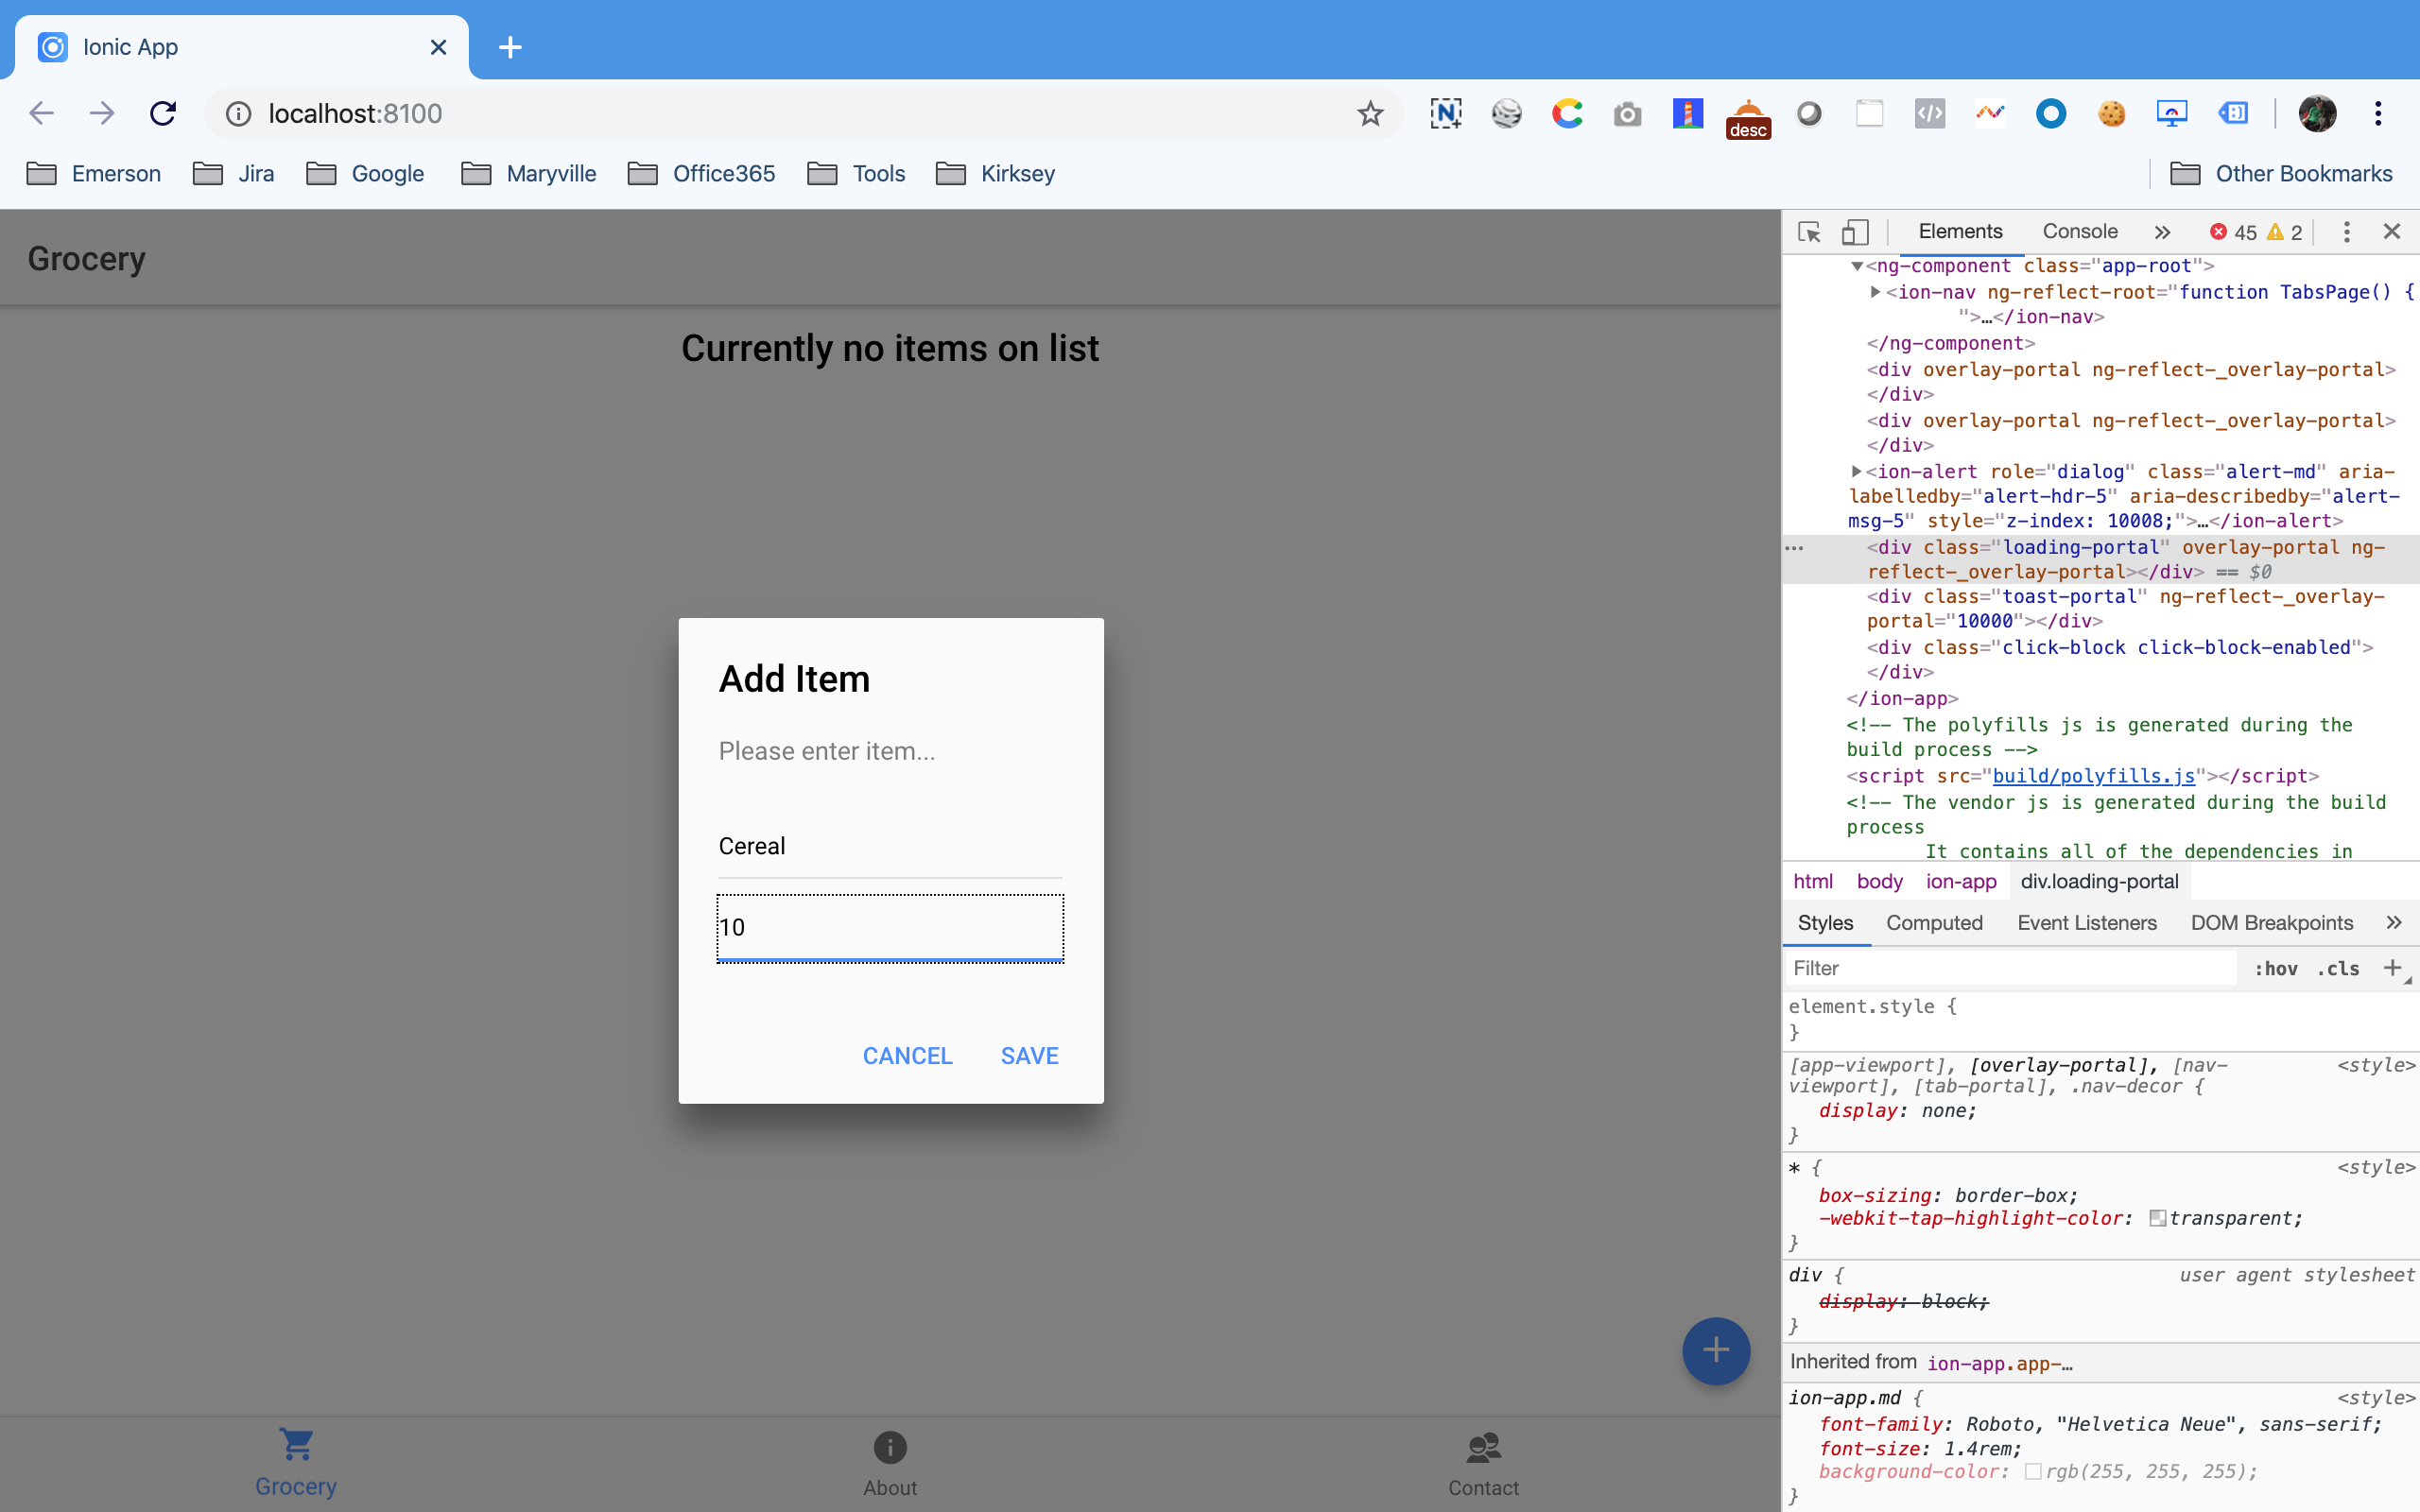 Ionic App
localhost:8100
desc
Emerson Jira Google Maryville Office365 Tools Kirksey Other Bookmarks
Grocery
Currently no items on list
Add Item
Please enter item...
Cereal
10
CANCEL SAVE
Grocery
About
Contact
Elements Console » 45 2
▼<ng-component class="app-root">
▶<ion-nav ng-reflect-root="function TabsPage() {
">…</ion-nav>
</ng-component>
<div overlay-portal ng-reflect-_overlay-portal>
</div>
<div overlay-portal ng-reflect-_overlay-portal>
</div>
▶<ion-alert role="dialog" class="alert-md" aria-
labelledby="alert-hdr-5" aria-describedby="alert-
msg-5" style="z-index: 10008;">…</ion-alert>
<div class="loading-portal" overlay-portal ng-
reflect-_overlay-portal></div> == $0
<div class="toast-portal" ng-reflect-_overlay-
portal="10000"></div>
<div class="click-block click-block-enabled">
</div>
</ion-app>
<!-- The polyfills js is generated during the
build process -->
<script src="build/polyfills.js"></script>
<!-- The vendor js is generated during the build
process
It contains all of the dependencies in
html body ion-app div.loading-portal
Styles Computed Event Listeners DOM Breakpoints »
Filter :hov .cls +
element.style {
}
[app-viewport], [overlay-portal], [nav- <style>
viewport], [tab-portal], .nav-decor {
display: none;
}
* { <style>
box-sizing: border-box;
-webkit-tap-highlight-color: transparent;
}
div { user agent stylesheet
display: block;
}
Inherited from ion-app.app-…
ion-app.md { <style>
font-family: Roboto, "Helvetica Neue", sans-serif;
font-size: 1.4rem;
background-color: rgb(255, 255, 255);
}